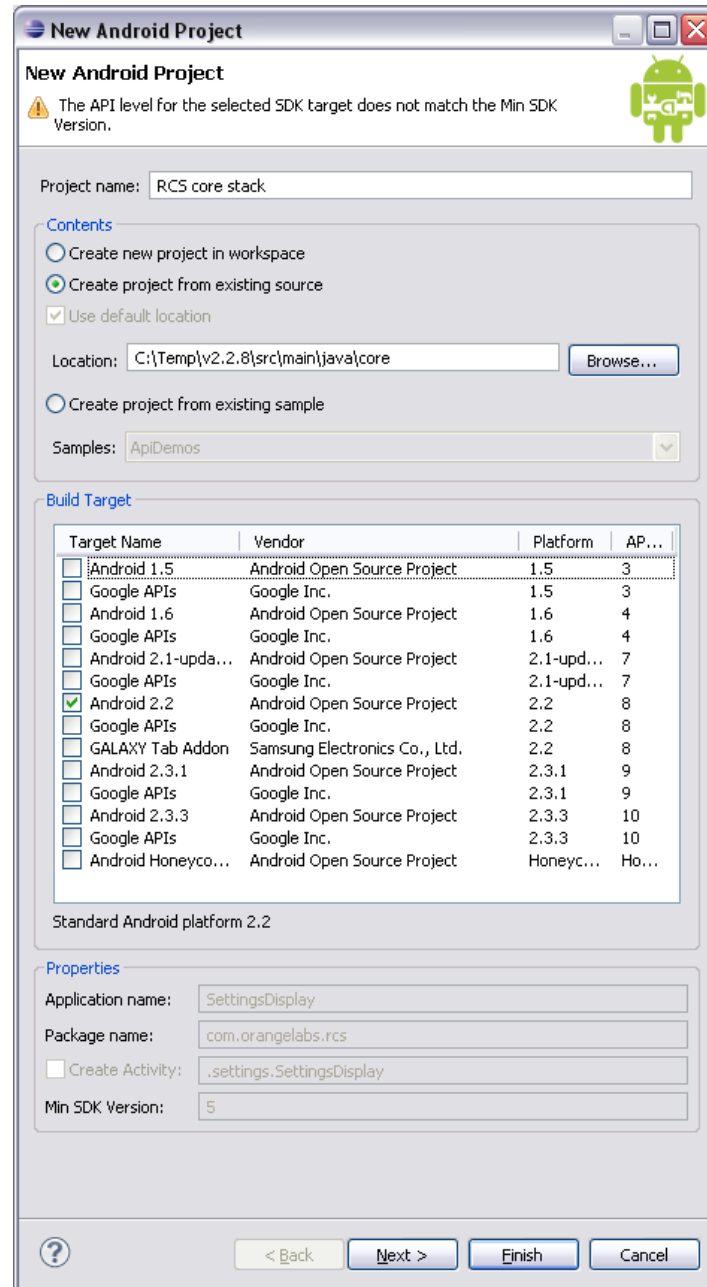 New Android Project
New Android Project
The API level for the selected SDK target does not match the Min SDK
Version.
Project name: RCS core stack
Contents
Create new project in workspace
Create project from existing source
Use default location
Location: C:\Temp\v2.2.8\src\main\java\core Browse...
Create project from existing sample
Samples: ApiDemos
Build Target
Target Name Vendor Platform AP...
Android 1.5 Android Open Source Project 1.5 3
Google APIs Google Inc. 1.5 3
Android 1.6 Android Open Source Project 1.6 4
Google APIs Google Inc. 1.6 4
Android 2.1-upda... Android Open Source Project 2.1-upd... 7
Google APIs Google Inc. 2.1-upd... 7
Android 2.2 Android Open Source Project 2.2 8
Google APIs Google Inc. 2.2 8
GALAXY Tab Addon Samsung Electronics Co., Ltd. 2.2 8
Android 2.3.1 Android Open Source Project 2.3.1 9
Google APIs Google Inc. 2.3.1 9
Android 2.3.3 Android Open Source Project 2.3.3 10
Google APIs Google Inc. 2.3.3 10
Android Honeyco... Android Open Source Project Honeyc... Ho...
Standard Android platform 2.2
Properties
Application name: SettingsDisplay
Package name: com.orangelabs.rcs
Create Activity: .settings.SettingsDisplay
Min SDK Version: 5
? < Back Next > Finish Cancel